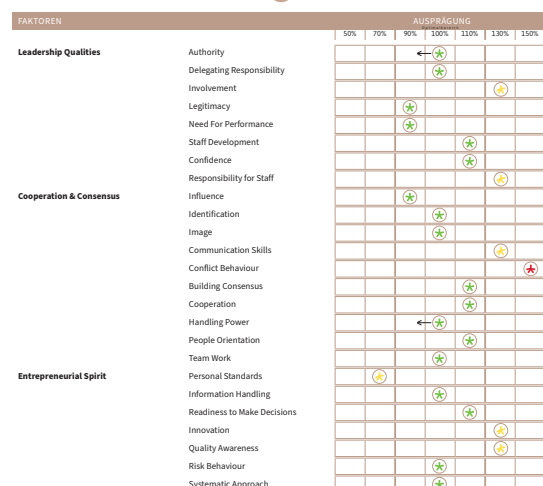 FAKTOREN AUSPRÄGUNG
50% 70% 90% 100% 110% 130% 150%
Leadership Qualities Authority
Delegating Responsibility
Involvement
Legitimacy
Need For Performance
Staff Development
Confidence
Responsibility for Staff
Cooperation & Consensus Influence
Identification
Image
Communication Skills
Conflict Behaviour
Building Consensus
Cooperation
Handling Power
People Orientation
Team Work
Entrepreneurial Spirit Personal Standards
Information Handling
Readiness to Make Decisions
Innovation
Quality Awareness
Risk Behaviour
Systematic Approach